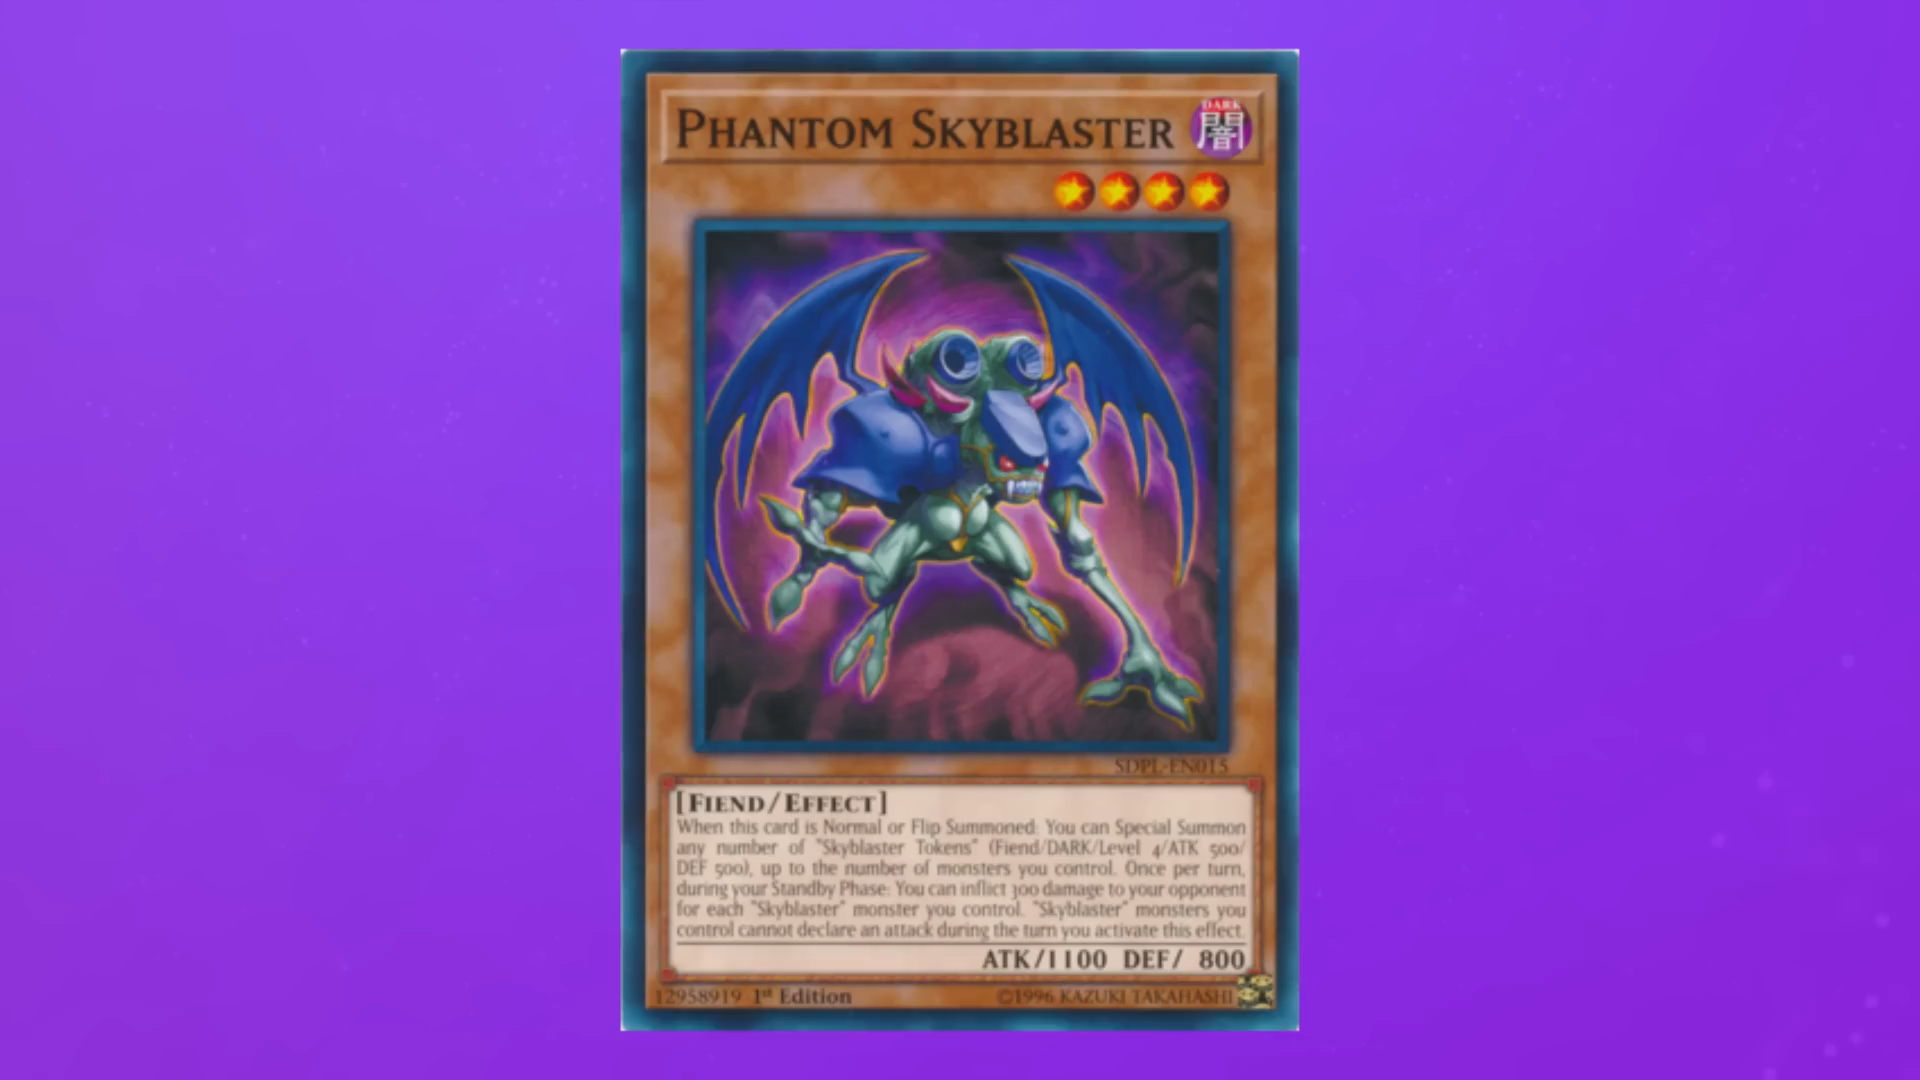 PHANTOM SKYBLASTER
DARK
闇
SDPL-EN015
[FIEND/EFFECT]
When this card is Normal or Flip Summoned: You can Special Summon
any number of "Skyblaster Tokens" (Fiend/DARK/Level 4/ATK 500/
DEF 500), up to the number of monsters you control. Once per turn,
during your Standby Phase: You can inflict 300 damage to your opponent
for each "Skyblaster" monster you control. "Skyblaster" monsters you
control cannot declare an attack during the turn you activate this effect.
ATK/1100 DEF/ 800
12958919 1st Edition ©1996 KAZUKI TAKAHASHI